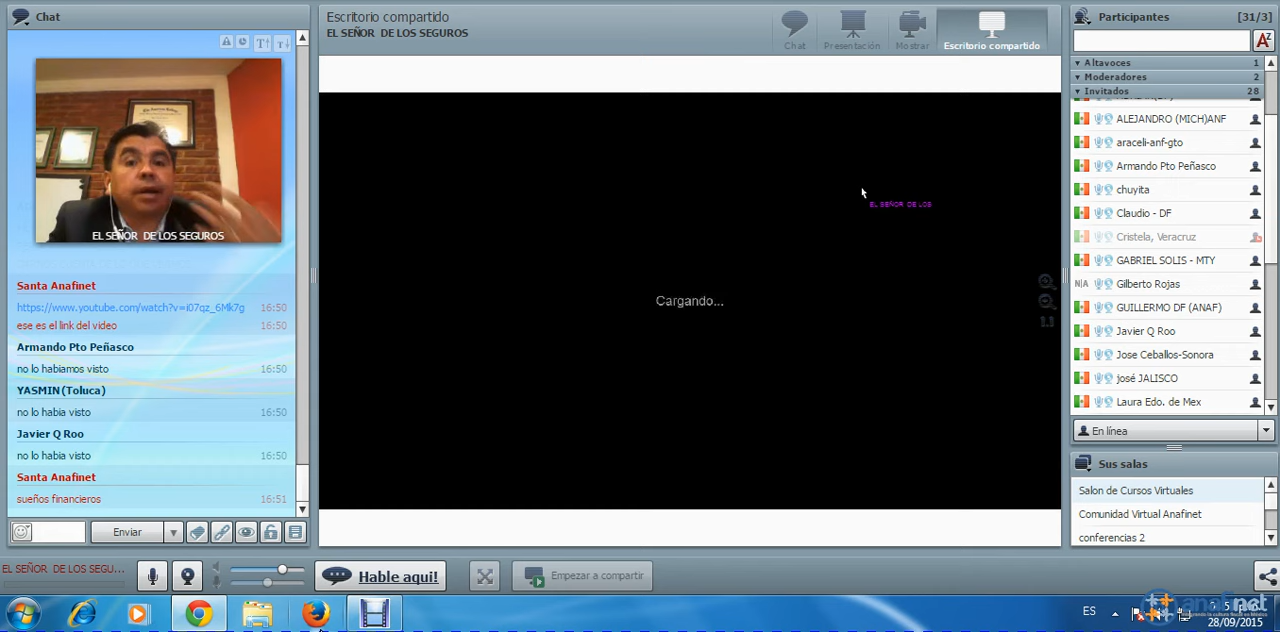 Chat
EL SEÑOR DE LOS SEGUROS
Santa Anafinet
https://www.youtube.com/watch?v=i07qz_6Mk7g 16:50
ese es el link del video 16:50
Armando Pto Peñasco
no lo habiamos visto 16:50
YASMIN(Toluca)
no lo habia visto 16:50
Javier Q Roo
no lo habia visto 16:50
Santa Anafinet
sueños financieros 16:51
Enviar
Escritorio compartido
EL SEÑOR DE LOS SEGUROS
Chat
Presentación
Mostrar
Escritorio compartido
EL SEÑOR DE LOS
Cargando...
1:1
Participantes [31/3]
Altavoces 1
Moderadores 2
Invitados 28
ALEJANDRO (MICH)ANF
araceli-anf-gto
Armando Pto Peñasco
chuyita
Claudio - DF
Cristela, Veracruz
GABRIEL SOLIS - MTY
N/A Gilberto Rojas
GUILLERMO DF (ANAF)
Javier Q Roo
Jose Ceballos-Sonora
josé JALISCO
Laura Edo. de Mex
En línea
Sus salas
Salon de Cursos Virtuales
Comunidad Virtual Anafinet
conferencias 2
EL SEÑOR DE LOS SEGU...
Hable aqui!
Empezar a compartir
ES
anafinet
28/09/2015